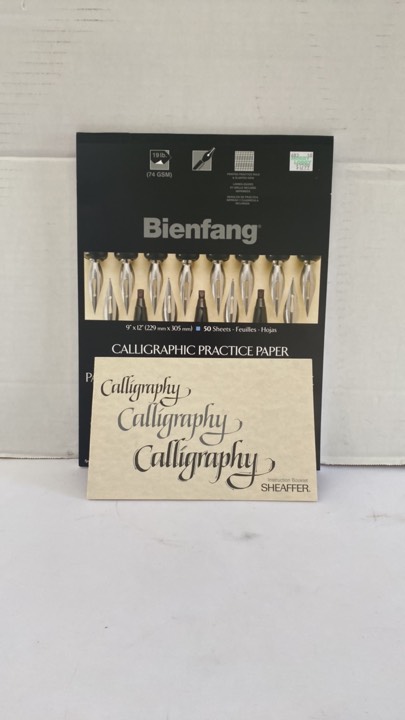 19 lb.
(74 GSM)
Bienfang®
9" x 12" (229 mm x 305 mm) 50 Sheets · Feuilles · Hojas
CALLIGRAPHIC PRACTICE PAPER
Calligraphy
Calligraphy
Calligraphy
Instruction Booklet
SHEAFFER®